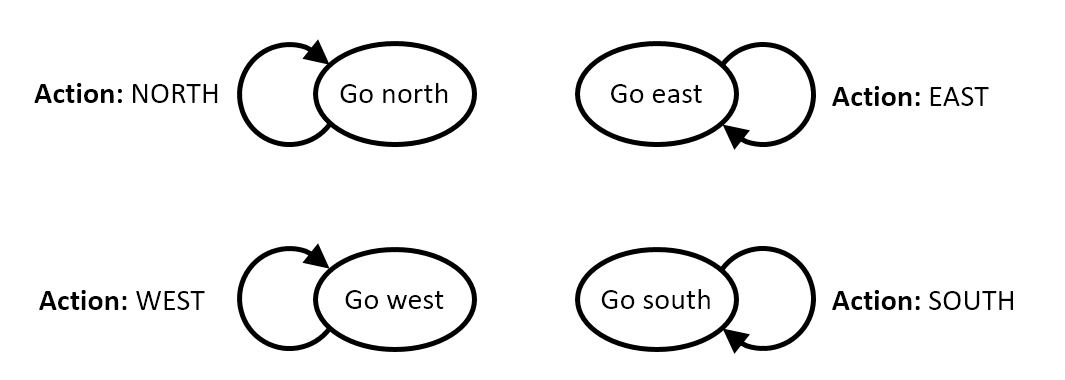 Action: NORTH
Go north
Go east
Action: EAST
Action: WEST
Go west
Go south
Action: SOUTH